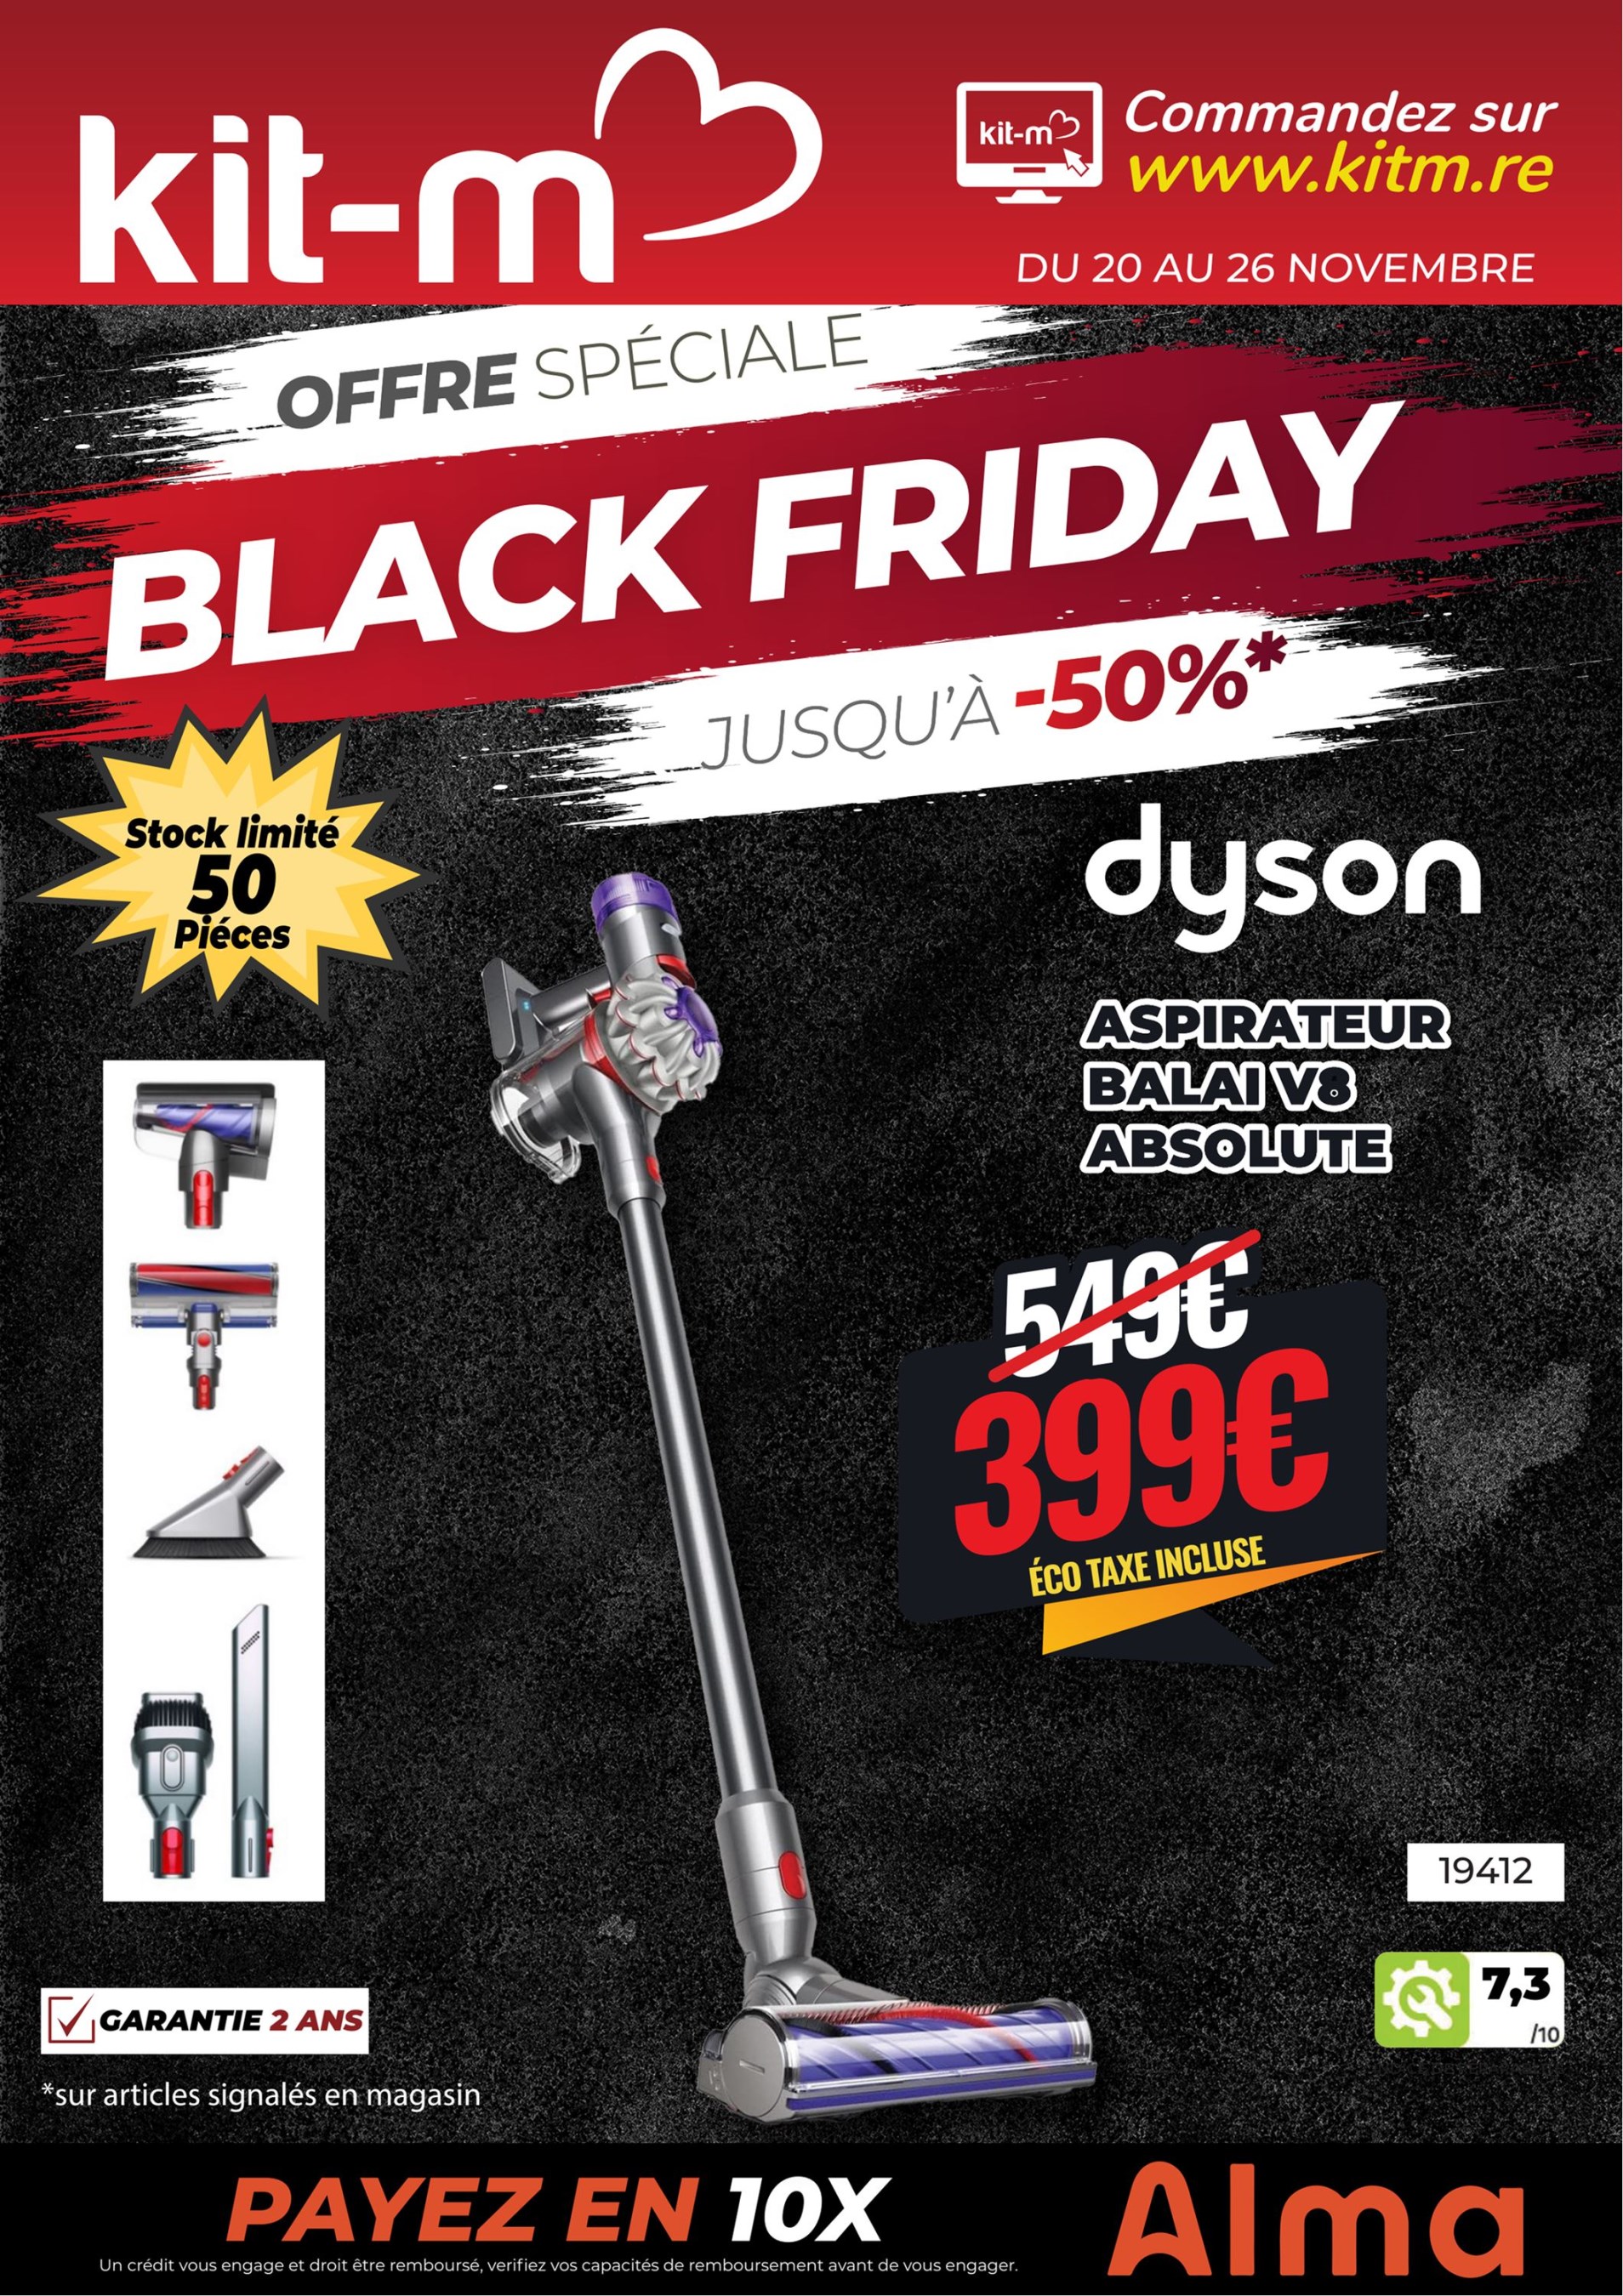 kit-m
kit-m
Commandez sur
www.kitm.re
DU 20 AU 26 NOVEMBRE
OFFRE SPÉCIALE
BLACK FRIDAY
JUSQU'À -50%*
Stock limité
50
Piéces
dyson
ASPIRATEUR
BALAI V8
ABSOLUTE
549€
399€
ÉCO TAXE INCLUSE
19412
7,3
/10
GARANTIE 2 ANS
*sur articles signalés en magasin
PAYEZ EN 10X
Alma
Un crédit vous engage et droit être remboursé, verifiez vos capacités de remboursement avant de vous engager.